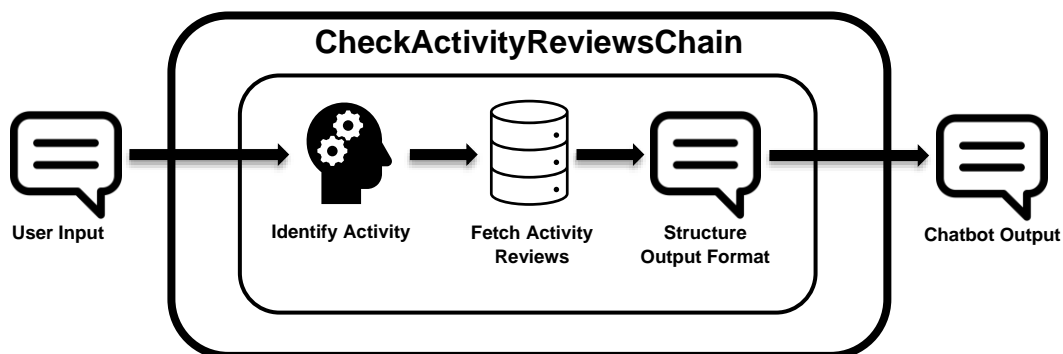 CheckActivityReviewsChain
User Input
Identify Activity
Fetch Activity
Reviews
Structure
Output Format
Chatbot Output